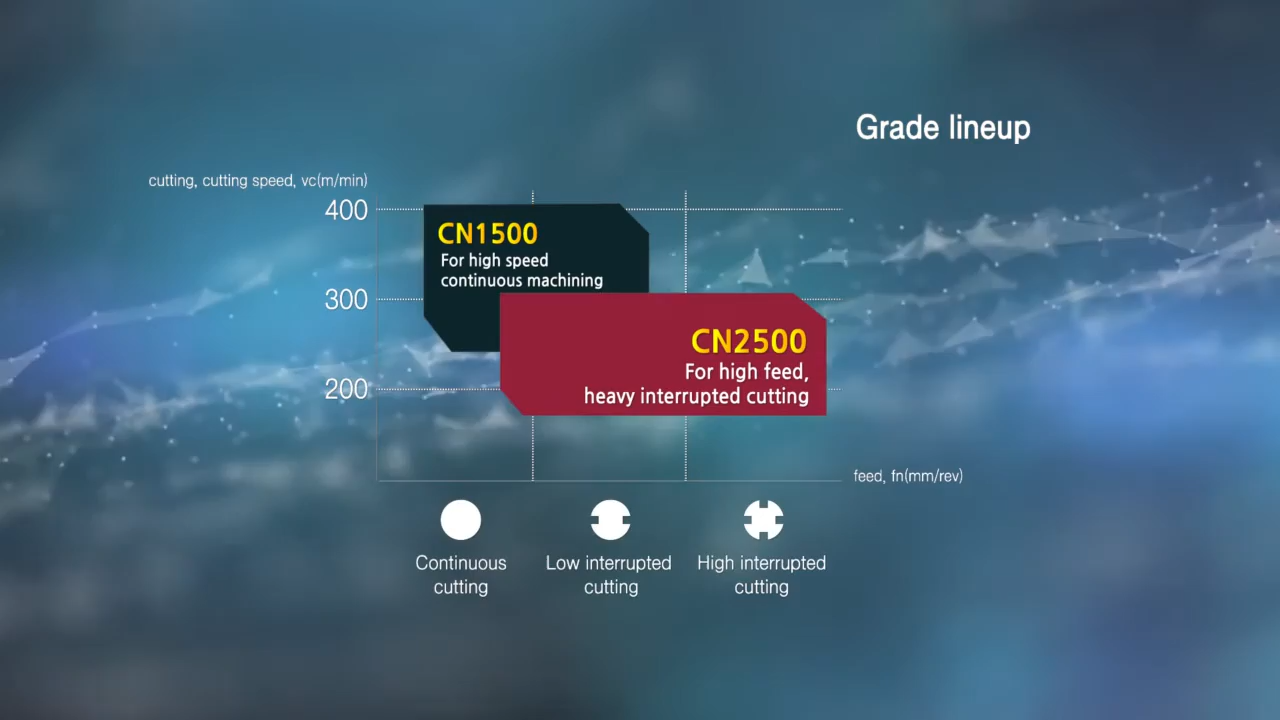 Grade lineup
cutting, cutting speed, vc(m/min)
400
CN1500
For high speed
continuous machining
300
CN2500
For high feed,
heavy interrupted cutting
200
feed, fn(mm/rev)
Continuous
cutting
Low interrupted
cutting
High interrupted
cutting